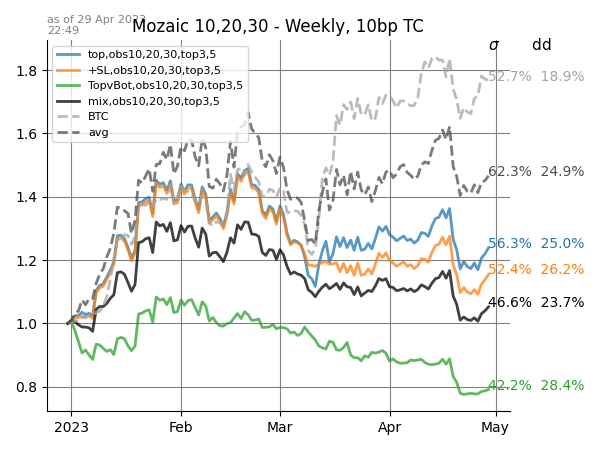 as of 29 Apr 2023
22:49
Mozaic 10,20,30 - Weekly, 10bp TC
σ dd
top,obs10,20,30,top3,5
+SL,obs10,20,30,top3,5
TopvBot,obs10,20,30,top3,5
mix,obs10,20,30,top3,5
BTC
avg
1.8
1.6
1.4
1.2
1.0
0.8
52.7% 18.9%
62.3% 24.9%
56.3% 25.0%
52.4% 26.2%
46.6% 23.7%
42.2% 28.4%
2023 Feb Mar Apr May